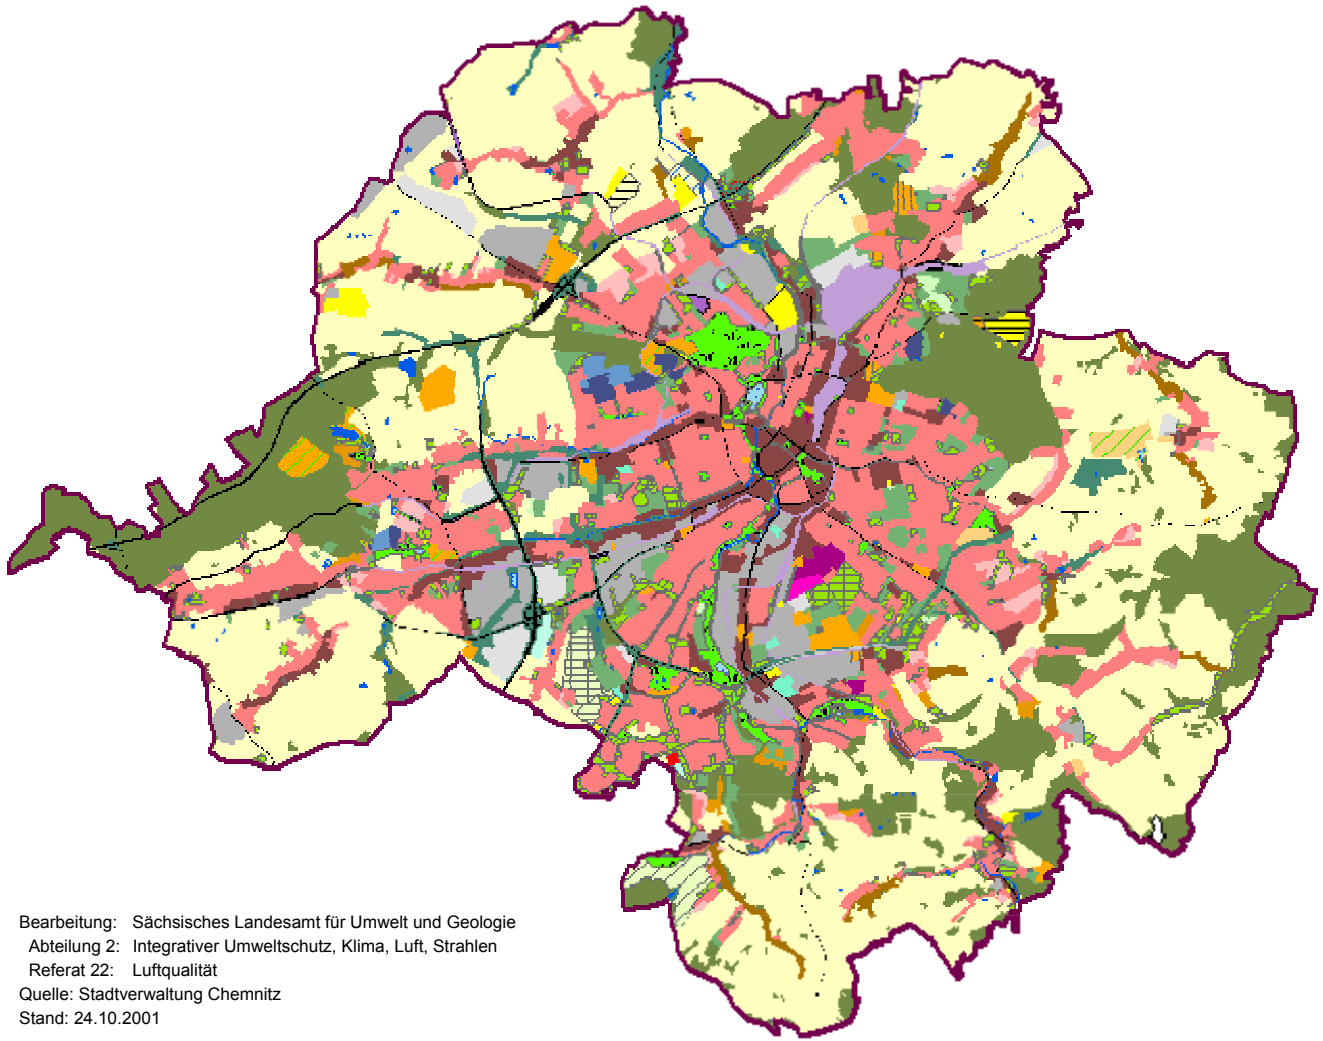 Bearbeitung: Sächsisches Landesamt für Umwelt und Geologie
Abteilung 2: Integrativer Umweltschutz, Klima, Luft, Strahlen
Referat 22: Luftqualität
Quelle: Stadtverwaltung Chemnitz
Stand: 24.10.2001